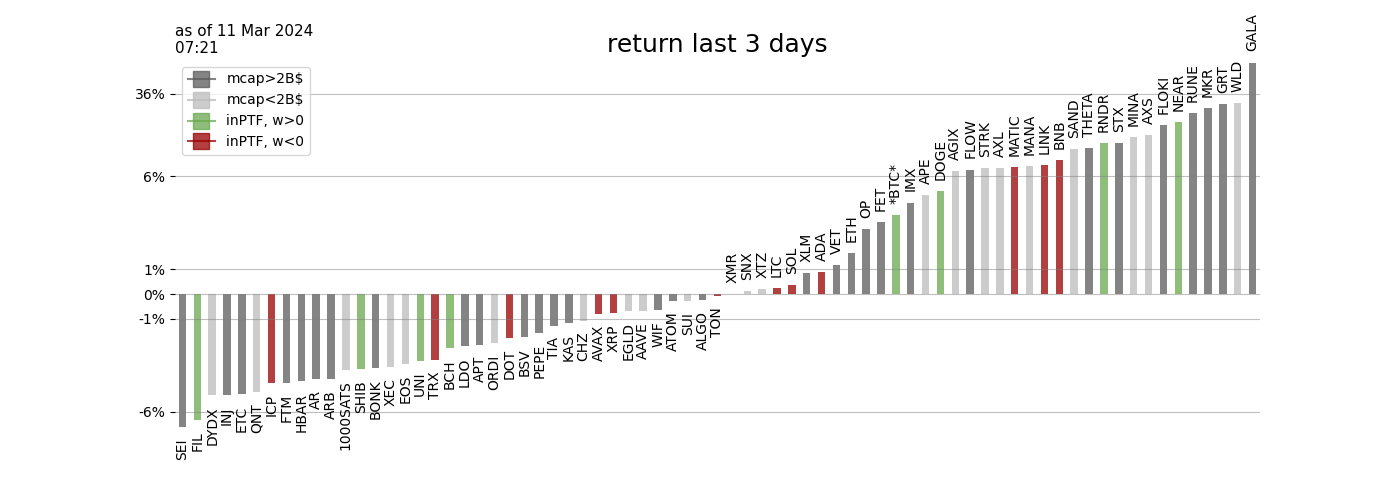 as of 11 Mar 2024
07:21
return last 3 days
mcap>2B$
mcap<2B$
inPTF, w>0
inPTF, w<0
36%
6%
1%
0%
-1%
-6%
SEI
FIL
DYDX
INJ
ETC
QNT
ICP
FTM
HBAR
AR
ARB
1000SATS
SHIB
BONK
XEC
EOS
UNI
TRX
BCH
LDO
APT
ORDI
DOT
BSV
PEPE
TIA
KAS
CHZ
AVAX
XRP
EGLD
AAVE
WIF
ATOM
SUI
ALGO
TON
XMR
SNX
XTZ
LTC
SOL
XLM
ADA
VET
ETH
OP
FET
*BTC*
IMX
APE
DOGE
AGIX
FLOW
STRK
AXL
MATIC
MANA
LINK
BNB
SAND
THETA
RNDR
STX
MINA
AXS
FLOKI
NEAR
RUNE
MKR
GRT
WLD
GALA